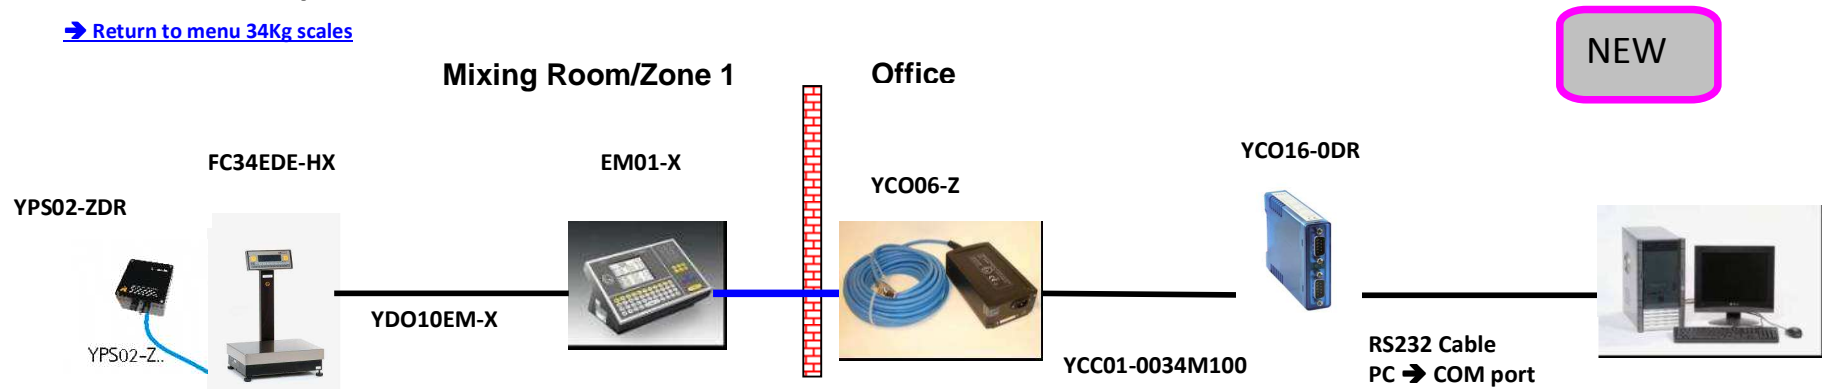 ➔ Return to menu 34Kg scales
NEW
Mixing Room/Zone 1
Office
YCO16-0DR
FC34EDE-HX
EM01-X
YCO06-Z
YPS02-ZDR
YDO10EM-X
YPS02-Z..
YCC01-0034M100
RS232 Cable
PC ➔ COM port